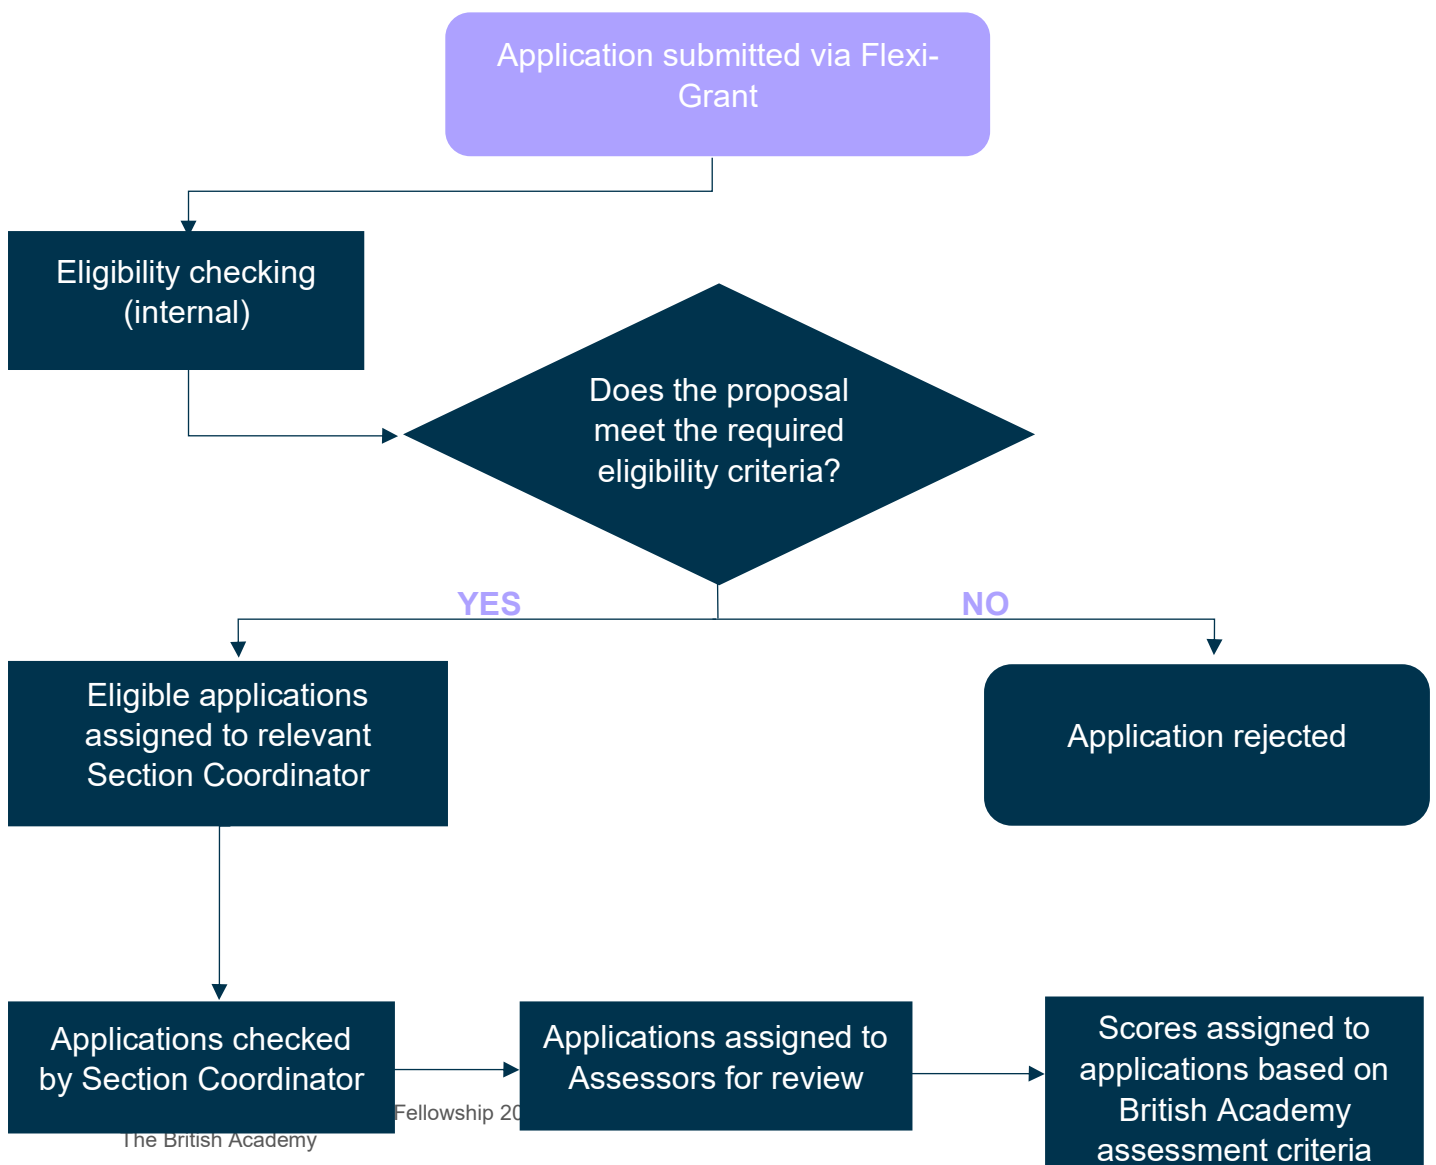 Application submitted via Flexi-
Grant
Eligibility checking
(internal)
Does the proposal
meet the required
eligibility criteria?
YES
NO
Eligible applications
assigned to relevant
Section Coordinator
Application rejected
Applications checked
by Section Coordinator
Applications assigned to
Assessors for review
Scores assigned to
applications based on
British Academy
assessment criteria
Fellowship 20
The British Academy